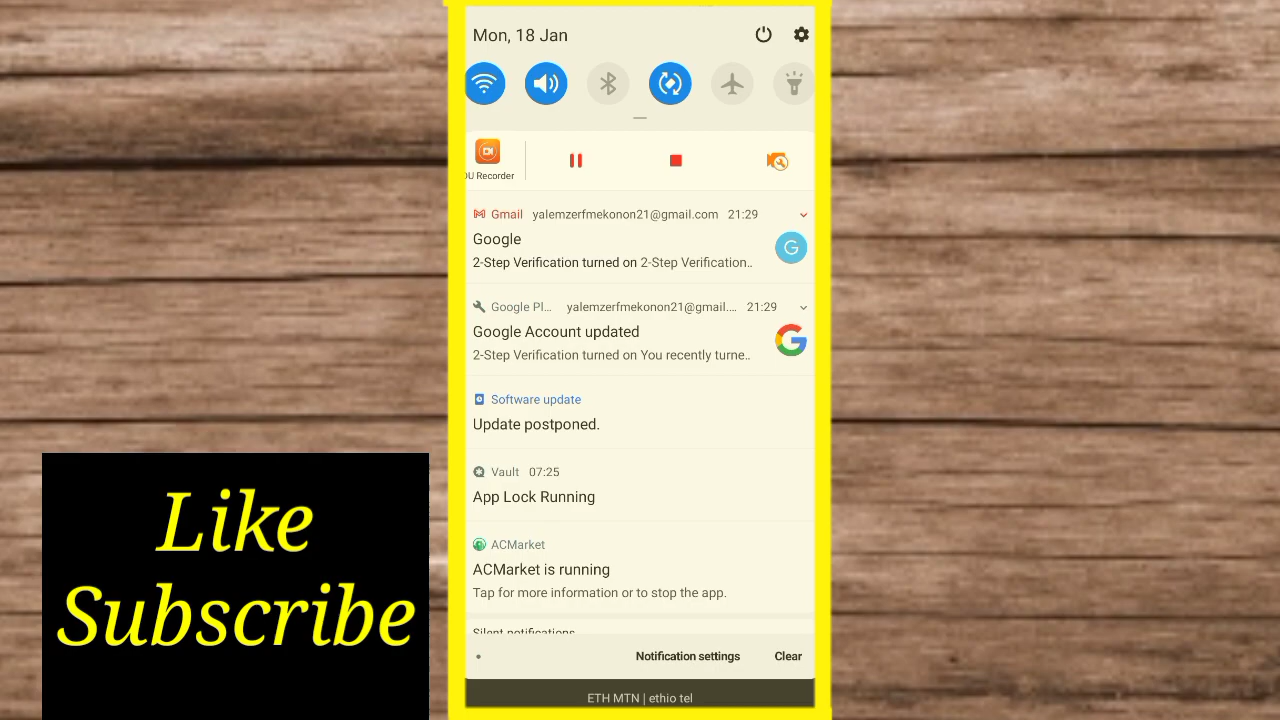 Mon, 18 Jan
DU Recorder
Gmail yalemzerfmekonon21@gmail.com 21:29
Google
2-Step Verification turned on 2-Step Verification..
Google Pl... yalemzerfmekonon21@gmail.... 21:29
Google Account updated
2-Step Verification turned on You recently turne..
Software update
Update postponed.
Vault 07:25
App Lock Running
ACMarket
ACMarket is running
Tap for more information or to stop the app.
Silent notifications
Notification settings Clear
ETH MTN | ethio tel
Like
Subscribe